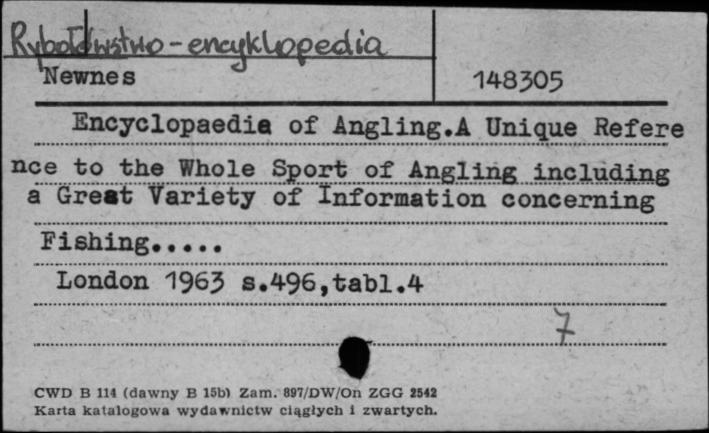 Rybołówstwo - encyklopedia
Newnes 148305
Encyclopaedia of Angling.A Unique Refere
nce to the Whole Sport of Angling including
a Great Variety of Information concerning
Fishing.....
London 1963 s.496,tabl.4
7
CWD B 114 (dawny B 15b) Zam. 897/DW/On ZGG 2542
Karta katalogowa wydawnictw ciągłych i zwartych.